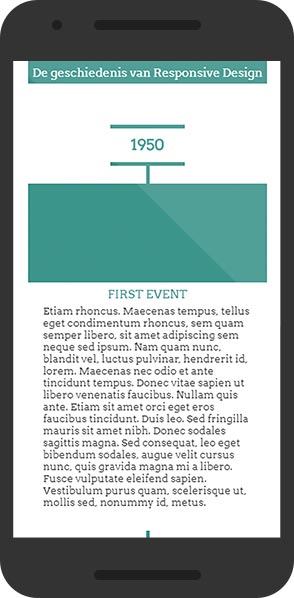 De geschiedenis van Responsive Design
1950
FIRST EVENT
Etiam rhoncus. Maecenas tempus, tellus
eget condimentum rhoncus, sem quam
semper libero, sit amet adipiscing sem
neque sed ipsum. Nam quam nunc,
blandit vel, luctus pulvinar, hendrerit id,
lorem. Maecenas nec odio et ante
tincidunt tempus. Donec vitae sapien ut
libero venenatis faucibus. Nullam quis
ante. Etiam sit amet orci eget eros
faucibus tincidunt. Duis leo. Sed fringilla
mauris sit amet nibh. Donec sodales
sagittis magna. Sed consequat, leo eget
bibendum sodales, augue velit cursus
nunc, quis gravida magna mi a libero.
Fusce vulputate eleifend sapien.
Vestibulum purus quam, scelerisque ut,
mollis sed, nonummy id, metus.